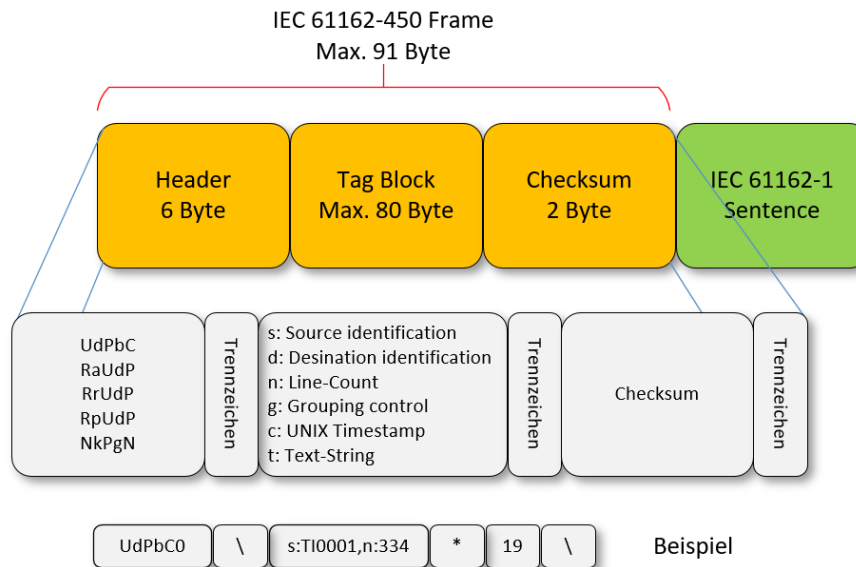 IEC 61162-450 Frame
Max. 91 Byte
Header
6 Byte
Tag Block
Max. 80 Byte
Checksum
2 Byte
IEC 61162-1
Sentence
UdPbC
RaUdP
RrUdP
RpUdP
NkPgN
Trennzeichen
s: Source identification
d: Desination identification
n: Line-Count
g: Grouping control
c: UNIX Timestamp
t: Text-String
Trennzeichen
Checksum
Trennzeichen
UdPbC0 \ s:TI0001,n:334 * 19 \ Beispiel